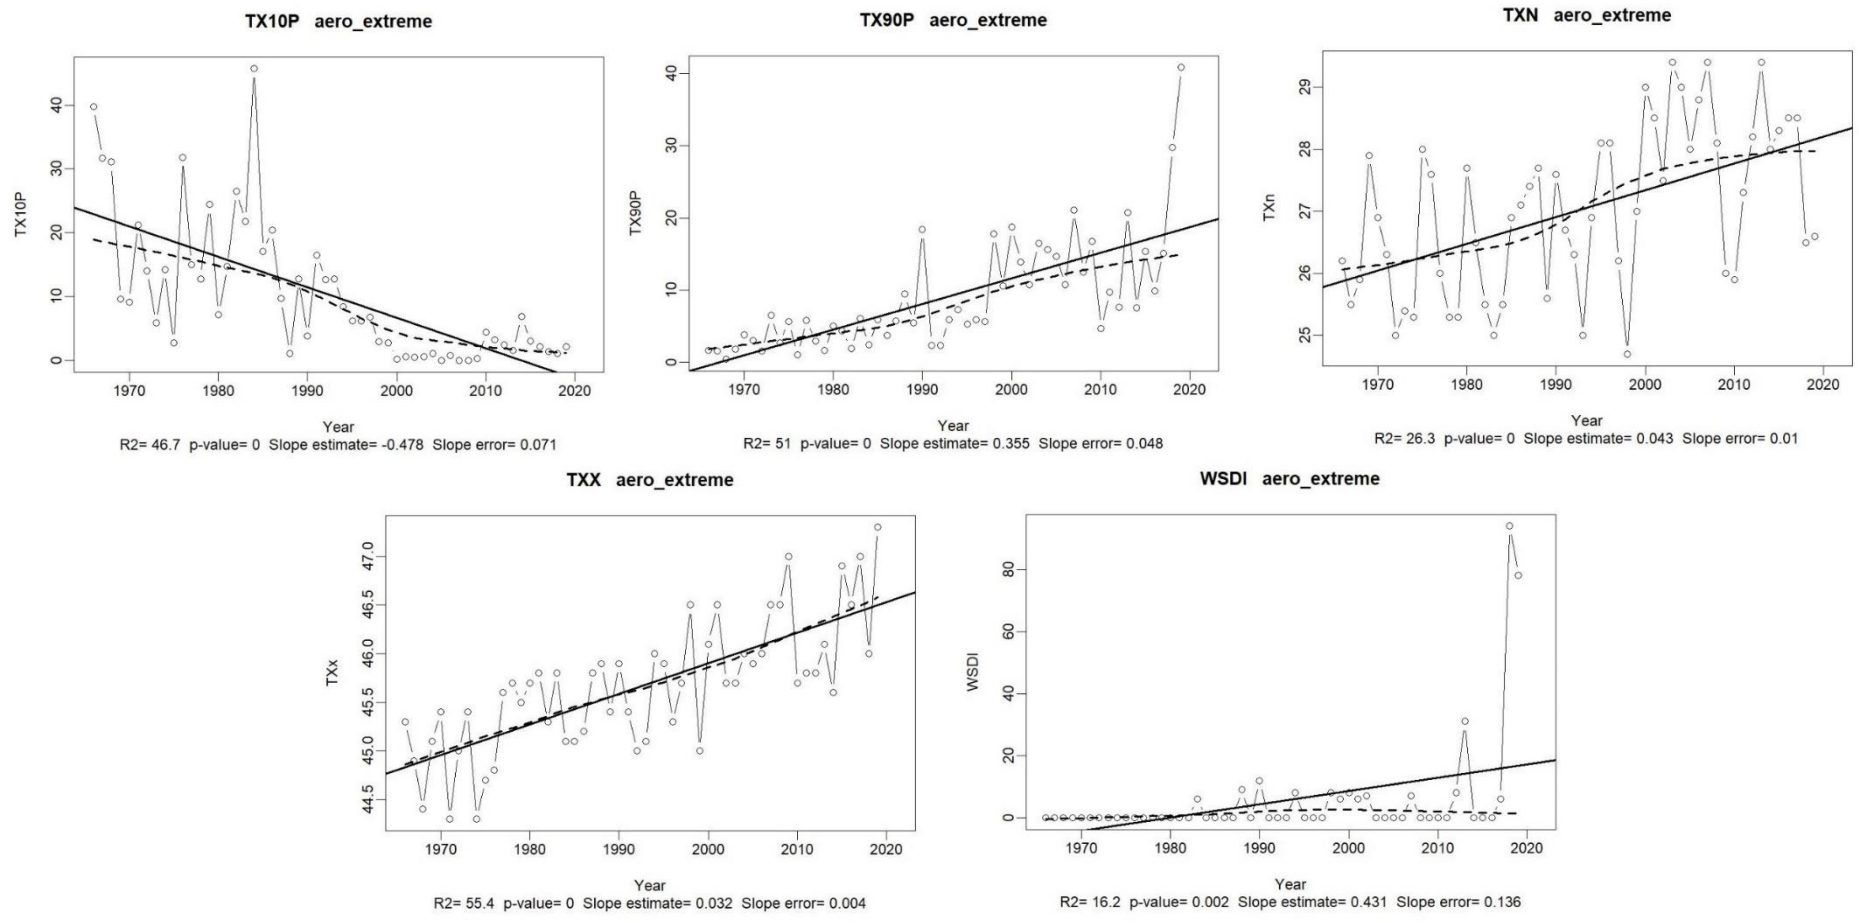 TX10P aero_extreme
TX10P
40
30
20
10
0
1970 1980 1990 2000 2010 2020
Year
R2= 46.7 p-value= 0 Slope estimate= -0.478 Slope error= 0.071
TX90P aero_extreme
TX90P
40
30
20
10
0
1970 1980 1990 2000 2010 2020
Year
R2= 51 p-value= 0 Slope estimate= 0.355 Slope error= 0.048
TXN aero_extreme
TXn
29
28
27
26
25
1970 1980 1990 2000 2010 2020
Year
R2= 26.3 p-value= 0 Slope estimate= 0.043 Slope error= 0.01
TXX aero_extreme
TXx
47.0
46.5
46.0
45.5
45.0
44.5
1970 1980 1990 2000 2010 2020
Year
R2= 55.4 p-value= 0 Slope estimate= 0.032 Slope error= 0.004
WSDI aero_extreme
WSDI
80
60
40
20
0
1970 1980 1990 2000 2010 2020
Year
R2= 16.2 p-value= 0.002 Slope estimate= 0.431 Slope error= 0.136